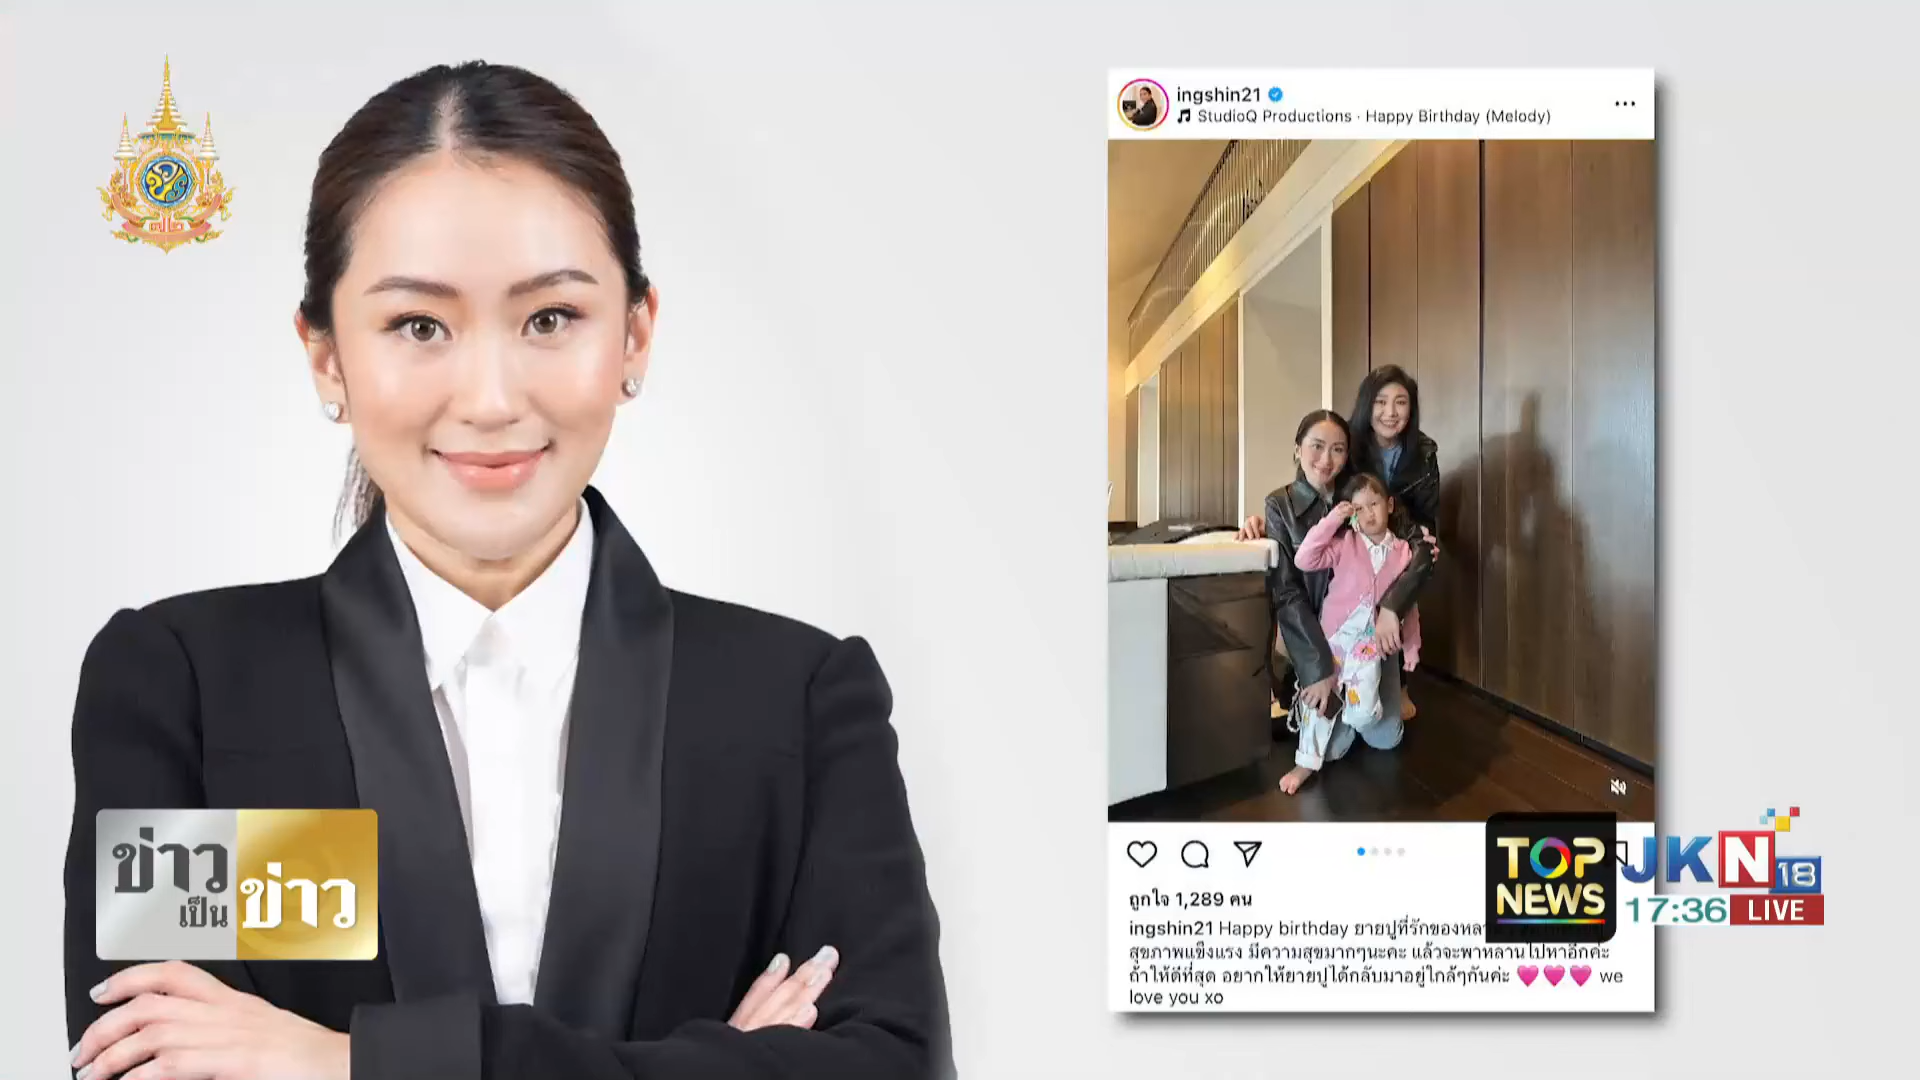 ingshin21
StudioQ Productions · Happy Birthday (Melody)
๗๒
ข่าว
เป็น
ข่าว
TOP
NEWS
JKN18
17:36 LIVE
ถูกใจ 1,289 คน
ingshin21 Happy birthday ยายปูที่รักของหลาน
สุขภาพแข็งแรง มีความสุขมากๆนะคะ แล้วจะพาหลานไปหาอีกค่ะ
ถ้าให้ดีที่สุด อยากให้ยายปูได้กลับมาอยู่ใกล้ๆกันค่ะ 🩷🩷🩷 we
love you xo